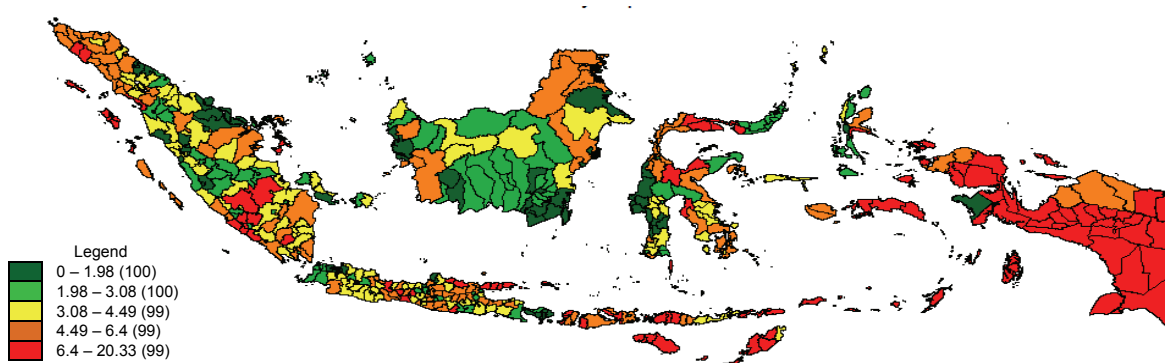 Legend
0 – 1.98 (100)
1.98 – 3.08 (100)
3.08 – 4.49 (99)
4.49 – 6.4 (99)
6.4 – 20.33 (99)